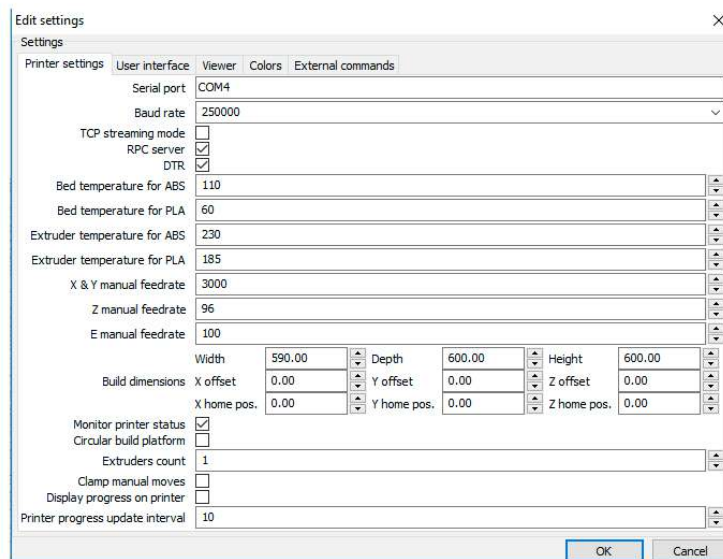 Edit settings
Settings
Printer settings User interface Viewer Colors External commands
Serial port COM4
Baud rate 250000
TCP streaming mode
RPC server
DTR
Bed temperature for ABS 110
Bed temperature for PLA 60
Extruder temperature for ABS 230
Extruder temperature for PLA 185
X & Y manual feedrate 3000
Z manual feedrate 96
E manual feedrate 100
Width 590.00 Depth 600.00 Height 600.00
Build dimensions X offset 0.00 Y offset 0.00 Z offset 0.00
X home pos. 0.00 Y home pos. 0.00 Z home pos. 0.00
Monitor printer status
Circular build platform
Extruders count 1
Clamp manual moves
Display progress on printer
Printer progress update interval 10
OK Cancel